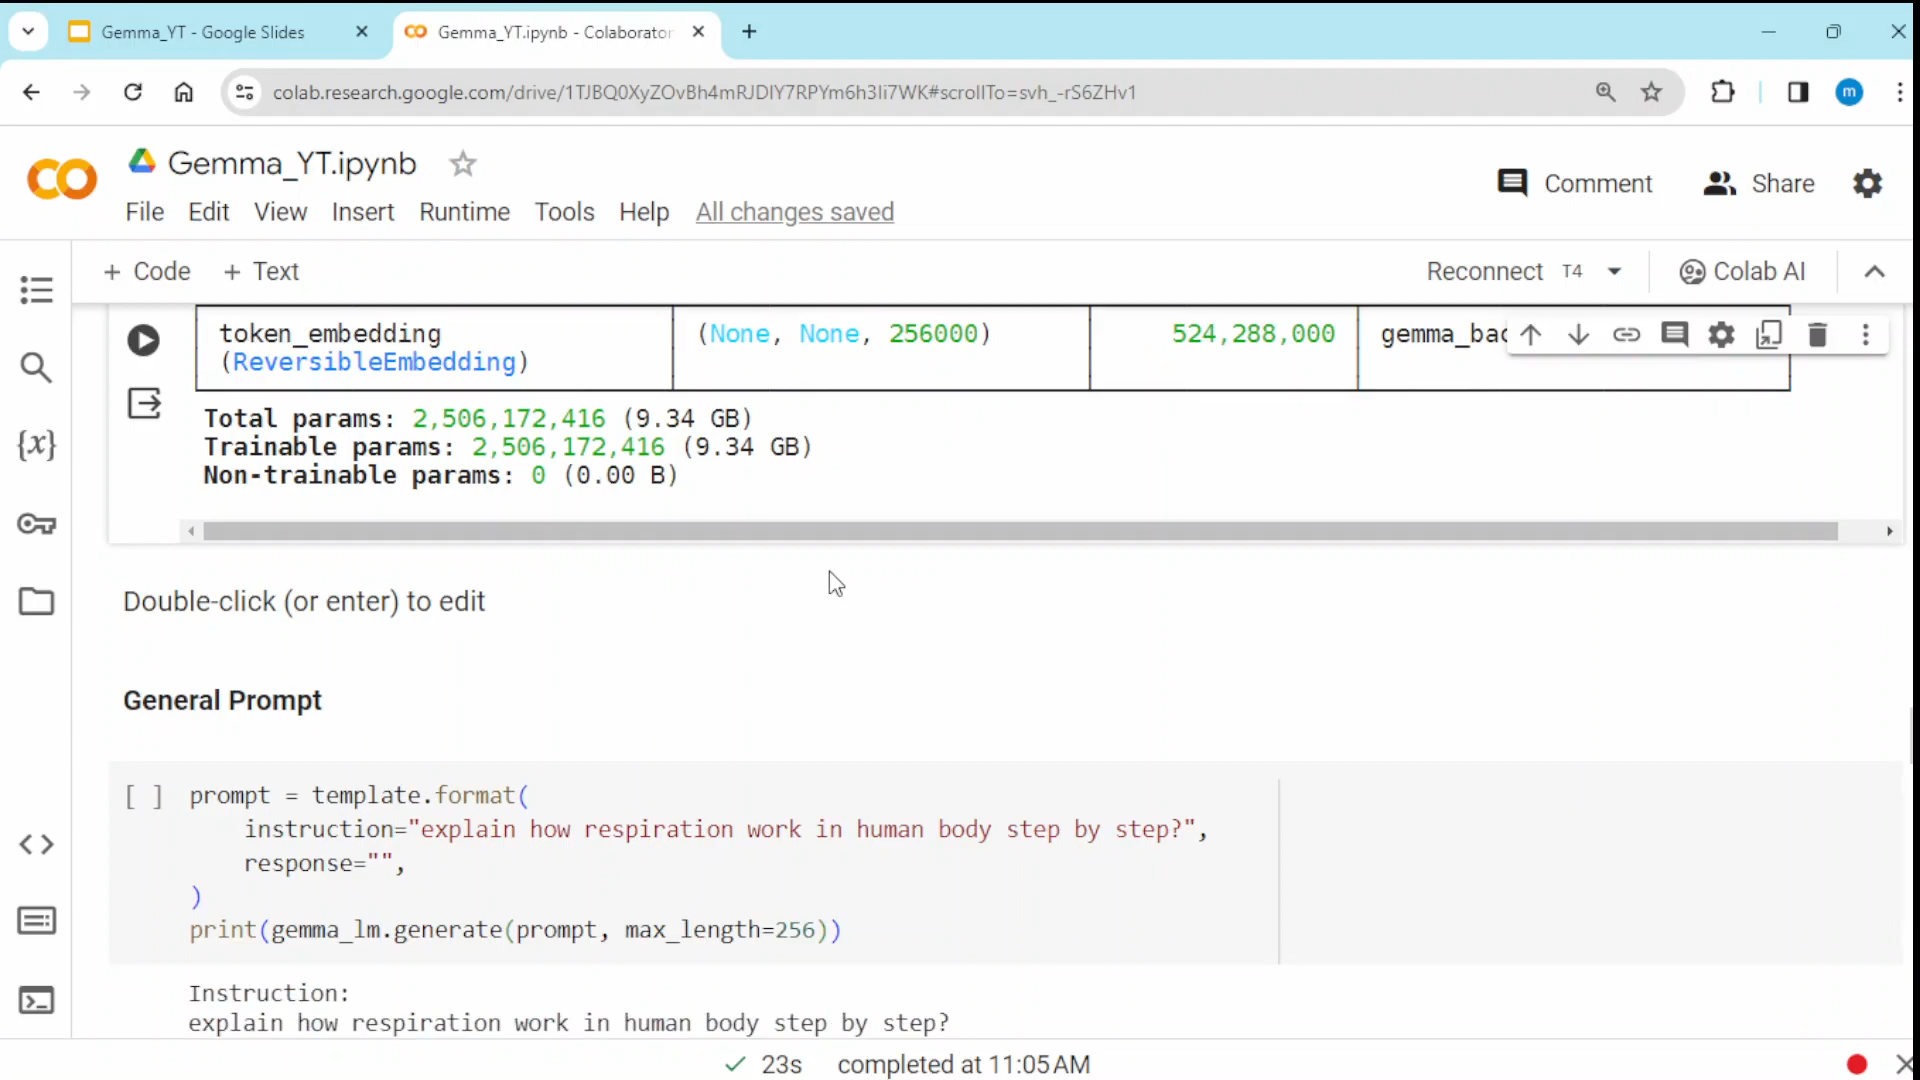 Gemma_YT - Google Slides
Gemma_YT.ipynb - Colaborator
colab.research.google.com/drive/1TJBQ0XyZOvBh4mRJDlY7RPYm6h3li7WK#scrollTo=svh_-rS6ZHv1
m
Gemma_YT.ipynb
Comment
Share
File Edit View Insert Runtime Tools Help All changes saved
+ Code + Text
Reconnect T4
Colab AI
token_embedding (None, None, 256000) 524,288,000 gemma_bac
(ReversibleEmbedding)
Total params: 2,506,172,416 (9.34 GB)
Trainable params: 2,506,172,416 (9.34 GB)
Non-trainable params: 0 (0.00 B)
{x}
Double-click (or enter) to edit
General Prompt
[ ] prompt = template.format(
instruction="explain how respiration work in human body step by step?",
response="",
)
print(gemma_lm.generate(prompt, max_length=256))
Instruction:
explain how respiration work in human body step by step?
23s completed at 11:05 AM